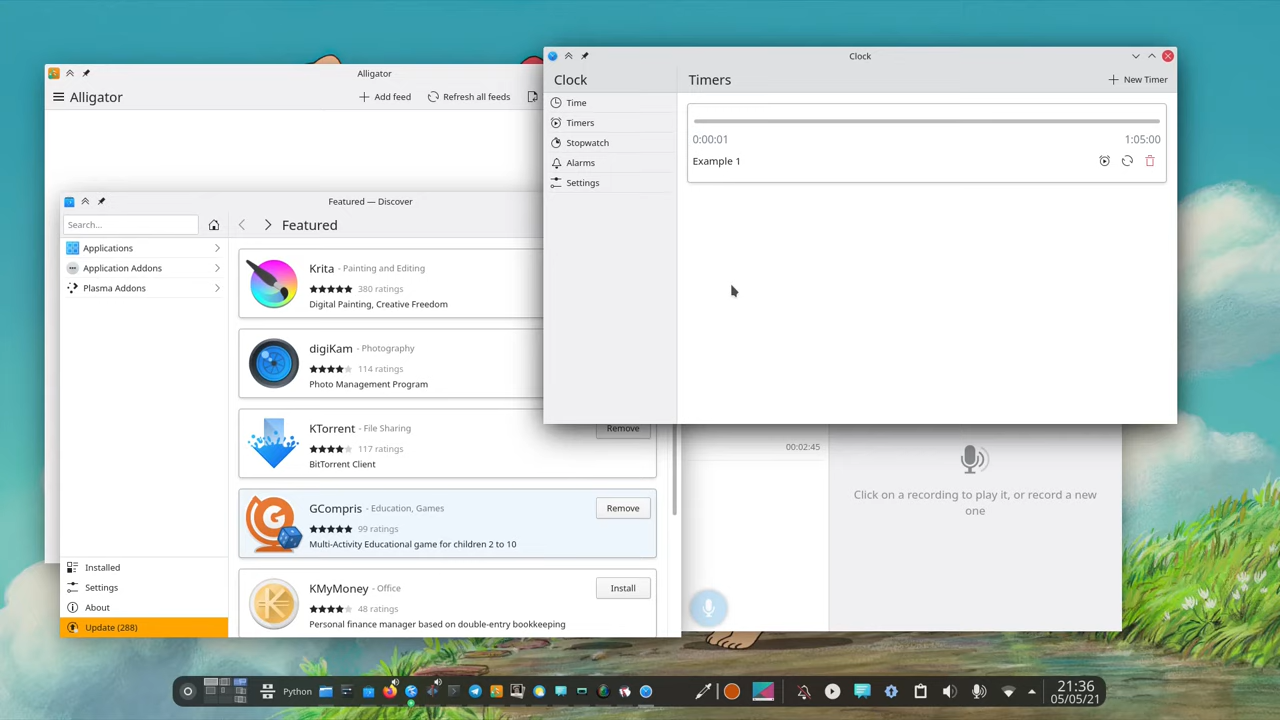 Alligator
Alligator
Add feed
Refresh all feeds
Featured — Discover
Search...
Featured
Applications
Application Addons
Plasma Addons
Krita - Painting and Editing
380 ratings
Digital Painting, Creative Freedom
digiKam - Photography
114 ratings
Photo Management Program
KTorrent - File Sharing
Remove
117 ratings
BitTorrent Client
GCompris - Education, Games
Remove
99 ratings
Multi-Activity Educational game for children 2 to 10
KMyMoney - Office
Install
48 ratings
Personal finance manager based on double-entry bookkeeping
Installed
Settings
About
Update (288)
Clock
Clock
Time
Timers
Stopwatch
Alarms
Settings
Timers
New Timer
0:00:01
1:05:00
Example 1
00:02:45
Click on a recording to play it, or record a new
one
Python
21:36
05/05/21